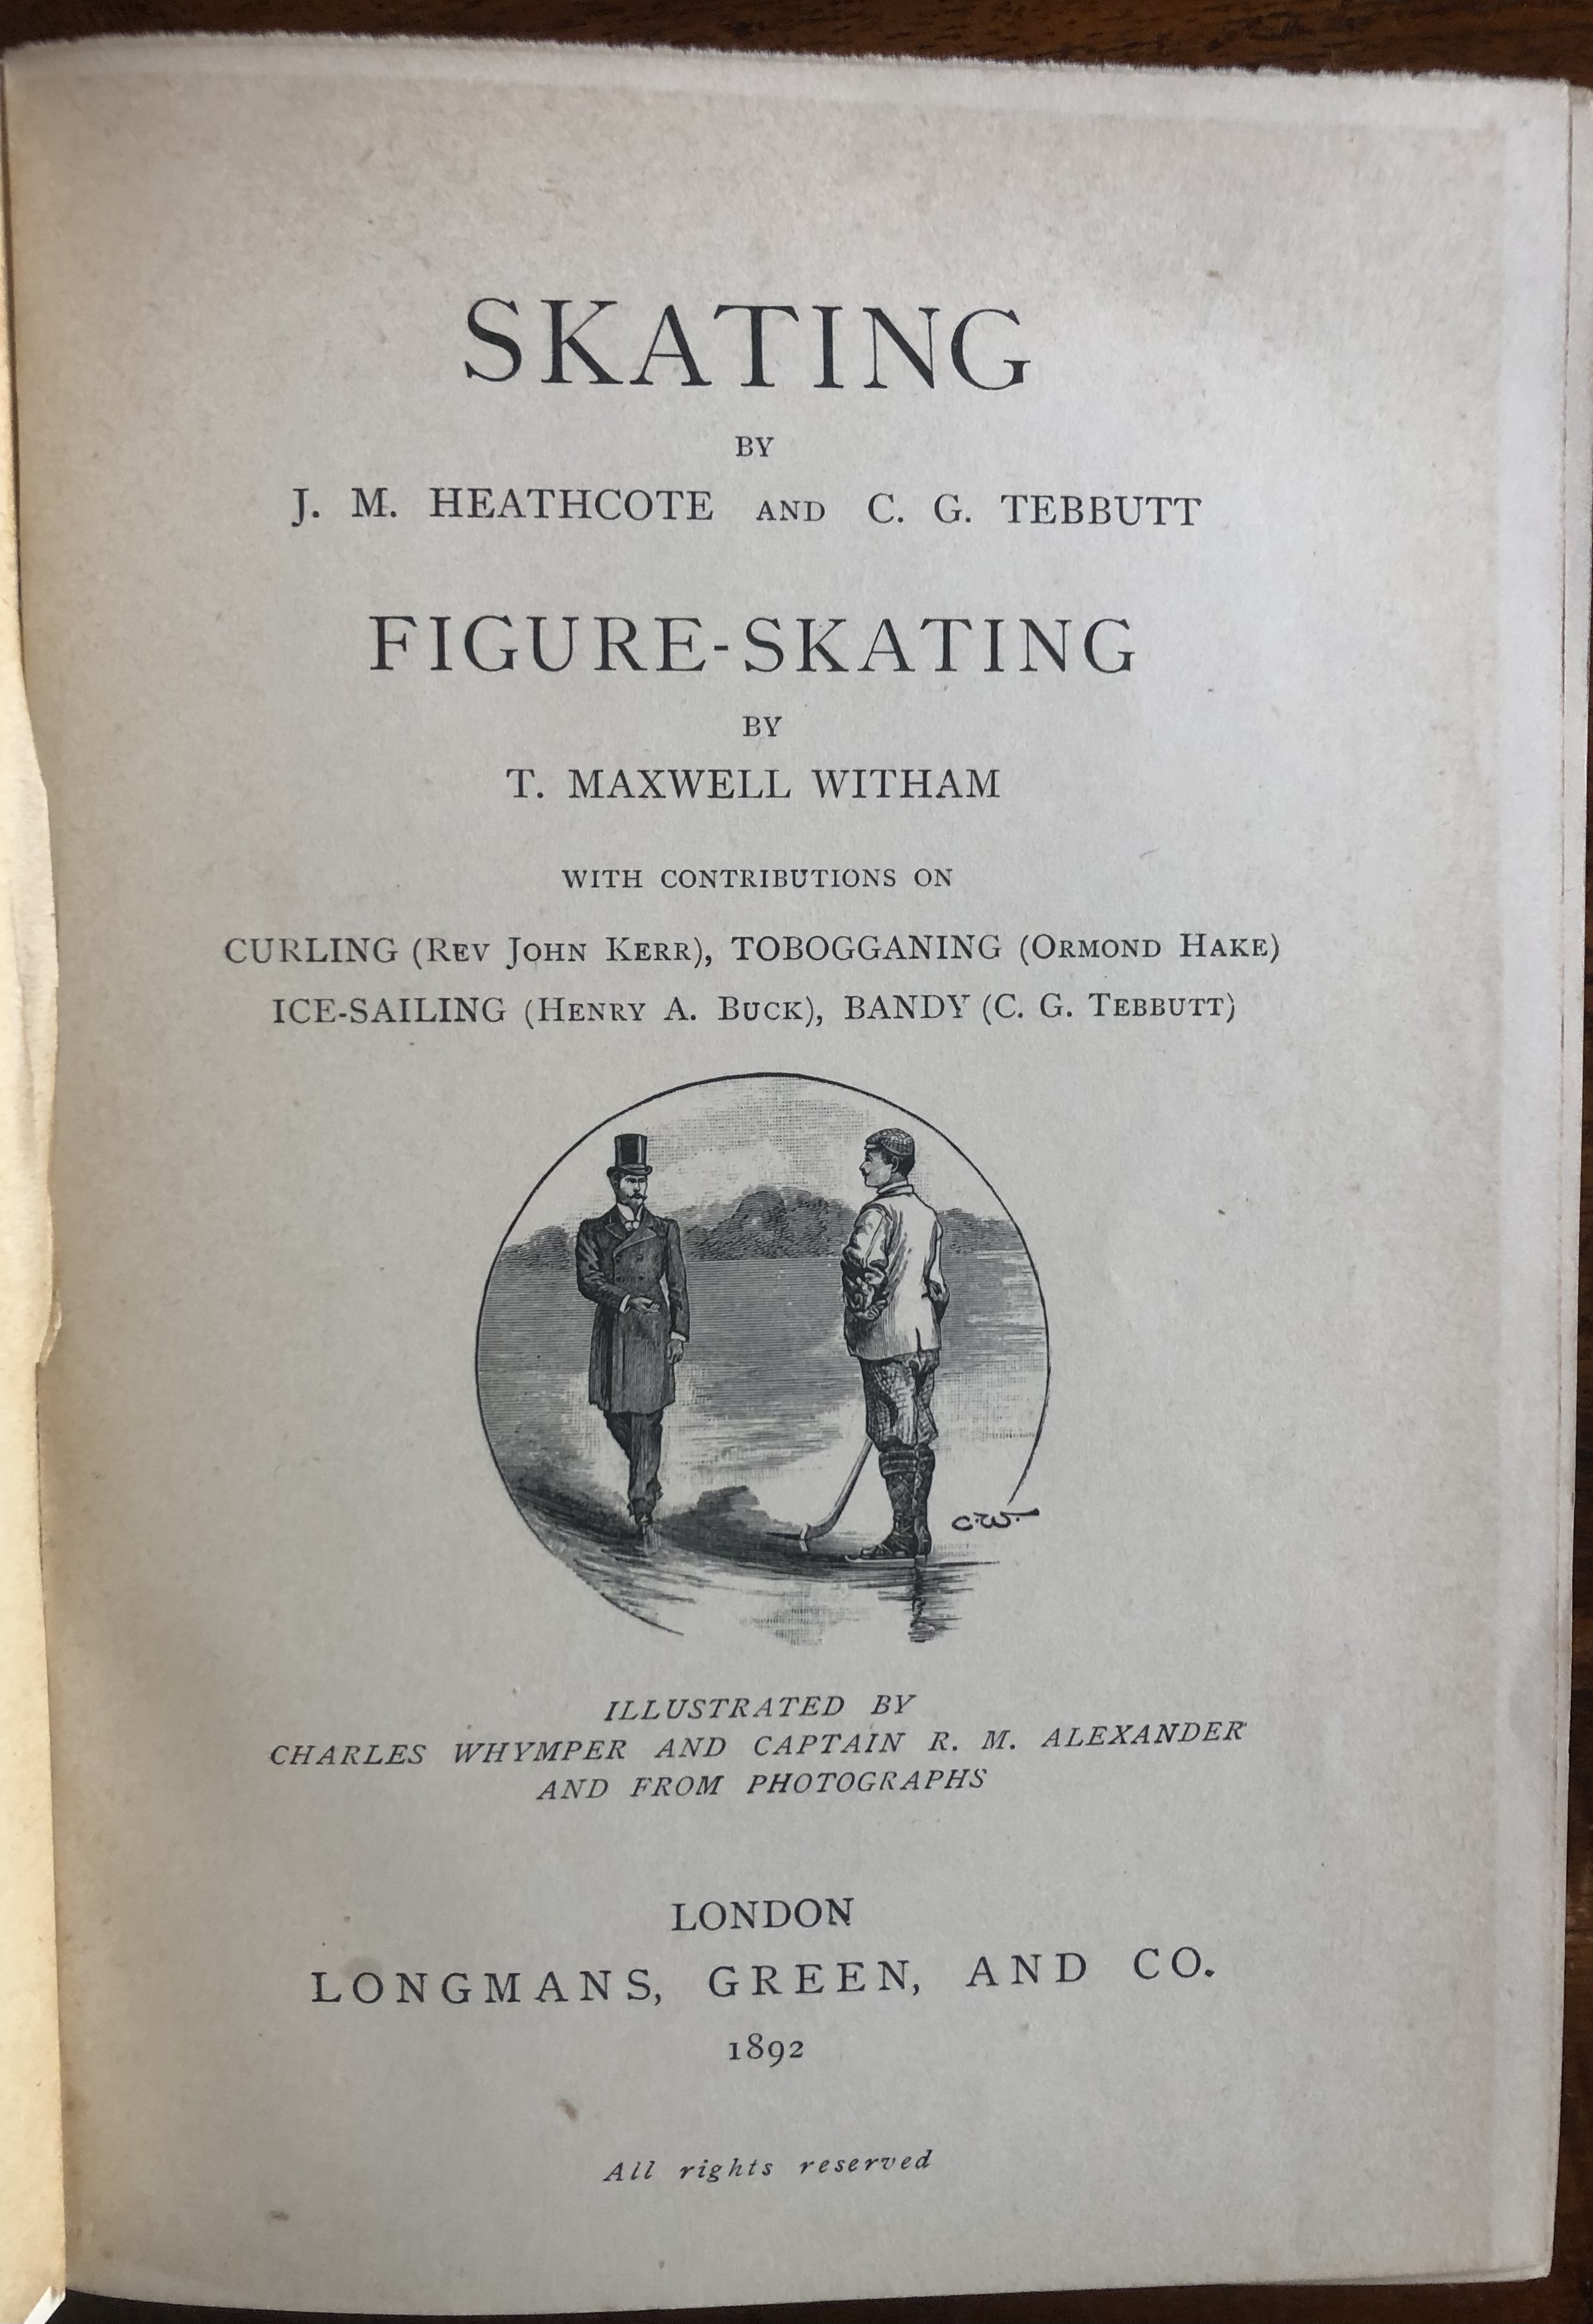 SKATING
BY
J. M. HEATHCOTE AND C. G. TEBBUTT
FIGURE-SKATING
BY
T. MAXWELL WITHAM
WITH CONTRIBUTIONS ON
CURLING (REV JOHN KERR), TOBOGGANING (ORMOND HAKE)
ICE-SAILING (HENRY A. BUCK), BANDY (C. G. TEBBUTT)
C.W.
ILLUSTRATED BY
CHARLES WHYMPER AND CAPTAIN R. M. ALEXANDER
AND FROM PHOTOGRAPHS
LONDON
LONGMANS, GREEN, AND CO.
1892
All rights reserved